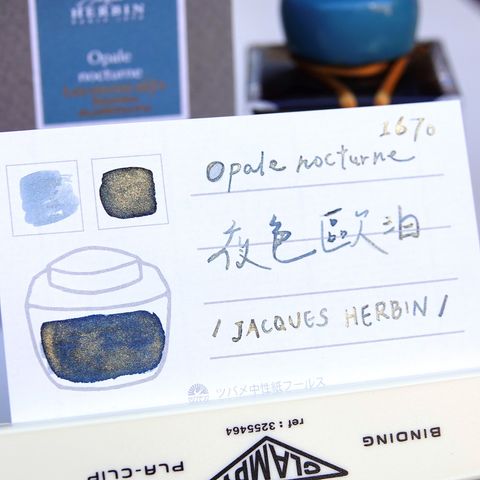 HERBIN
Opale
nocturne
1670
Opale nocturne
夜色歐泊
/ JACQUES HERBIN /
ツバメ中性紙フールス
ref : 3255464
BINDING
PLA-CLIP
CLAMPY